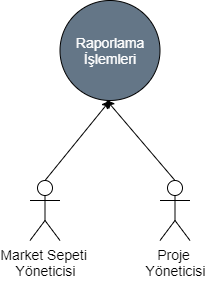 Raporlama
İşlemleri
Market Sepeti
Yöneticisi
Proje
Yöneticisi